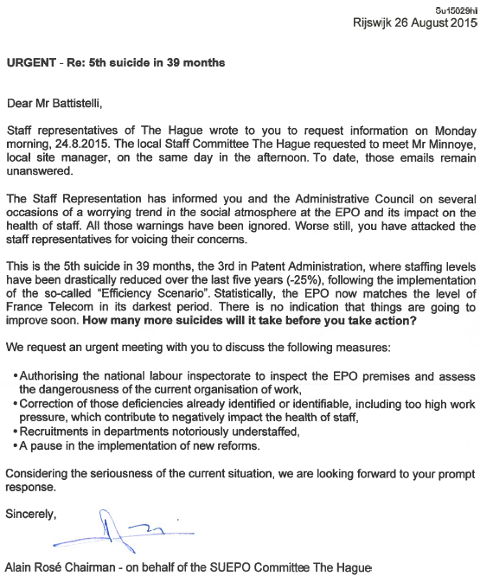 Su15029hl
Rijswijk 26 August 2015
URGENT - Re: 5th suicide in 39 months
Dear Mr Battistelli,
Staff representatives of The Hague wrote to you to request information on Monday
morning, 24.8.2015. The local Staff Committee The Hague requested to meet Mr Minnoye,
local site manager, on the same day in the afternoon. To date, those emails remain
unanswered.
The Staff Representation has informed you and the Administrative Council on several
occasions of a worrying trend in the social atmosphere at the EPO and its impact on the
health of staff. All those warnings have been ignored. Worse still, you have attacked the
staff representatives for voicing their concerns.
This is the 5th suicide in 39 months, the 3rd in Patent Administration, where staffing levels
have been drastically reduced over the last five years (-25%), following the implementation
of the so-called "Efficiency Scenario". Statistically, the EPO now matches the level of
France Telecom in its darkest period. There is no indication that things are going to
improve soon. How many more suicides will it take before you take action?
We request an urgent meeting with you to discuss the following measures:
• Authorising the national labour inspectorate to inspect the EPO premises and assess
the dangerousness of the current organisation of work,
• Correction of those deficiencies already identified or identifiable, including too high work
pressure, which contribute to negatively impact the health of staff,
• Recruitments in departments notoriously understaffed,
• A pause in the implementation of new reforms.
Considering the seriousness of the current situation, we are looking forward to your prompt
response.
Sincerely,
Alain Rosé Chairman - on behalf of the SUEPO Committee The Hague